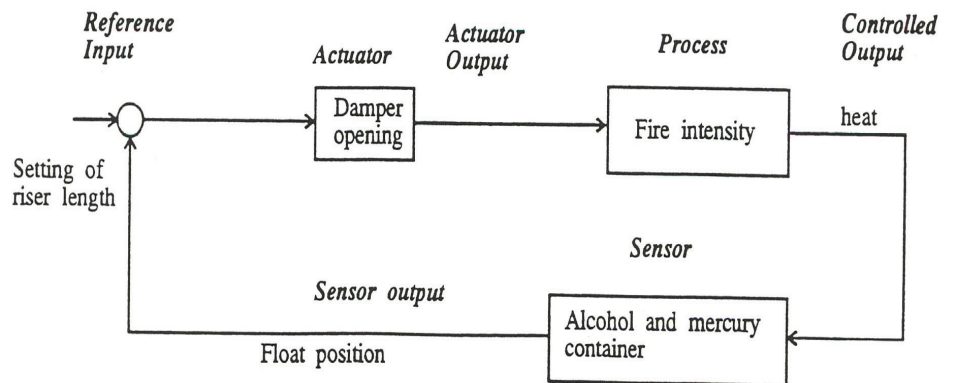 Reference
Input
Actuator
Actuator
Output
Process
Controlled
Output
Damper
opening
Fire intensity
heat
Setting of
riser length
Sensor
Sensor output
Alcohol and mercury
container
Float position